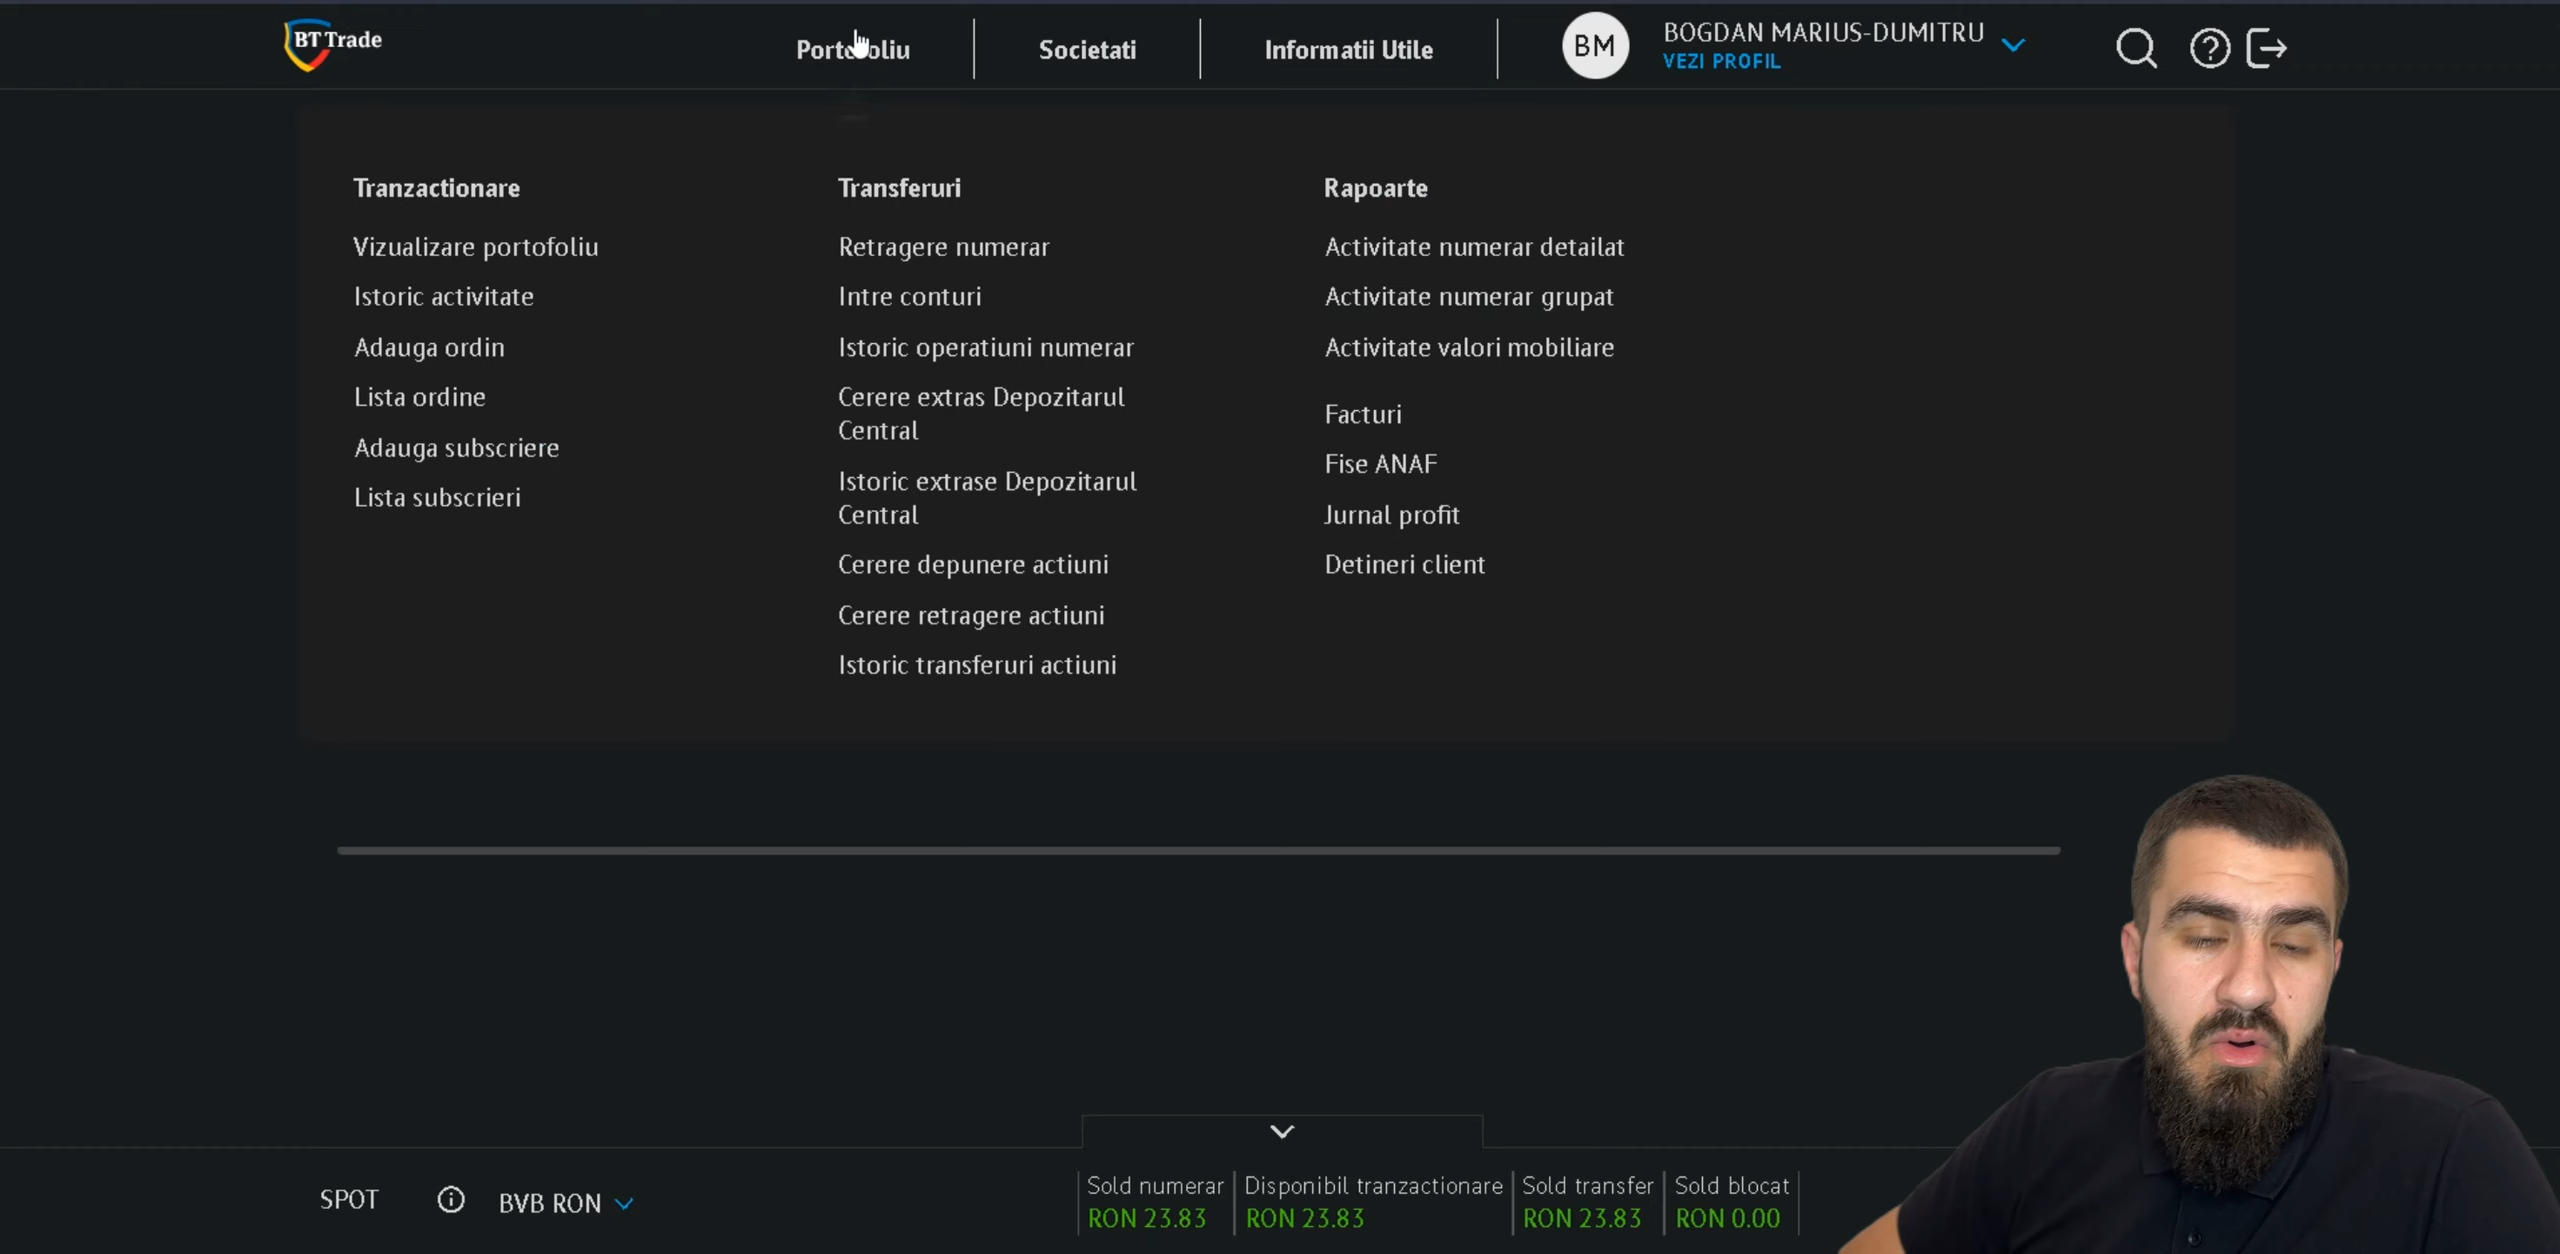 BT Trade
Portofoliu
Societati
Informatii Utile
BM
BOGDAN MARIUS-DUMITRU
VEZI PROFIL
Tranzactionare
Vizualizare portofoliu
Istoric activitate
Adauga ordin
Lista ordine
Adauga subscriere
Lista subscrieri
Transferuri
Retragere numerar
Intre conturi
Istoric operatiuni numerar
Cerere extras Depozitarul
Central
Istoric extrase Depozitarul
Central
Cerere depunere actiuni
Cerere retragere actiuni
Istoric transferuri actiuni
Rapoarte
Activitate numerar detailat
Activitate numerar grupat
Activitate valori mobiliare
Facturi
Fise ANAF
Jurnal profit
Detineri client
SPOT
BVB RON
Sold numerar
RON 23.83
Disponibil tranzactionare
RON 23.83
Sold transfer
RON 23.83
Sold blocat
RON 0.00